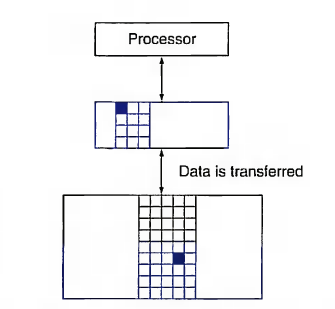 Processor
Data is transferred